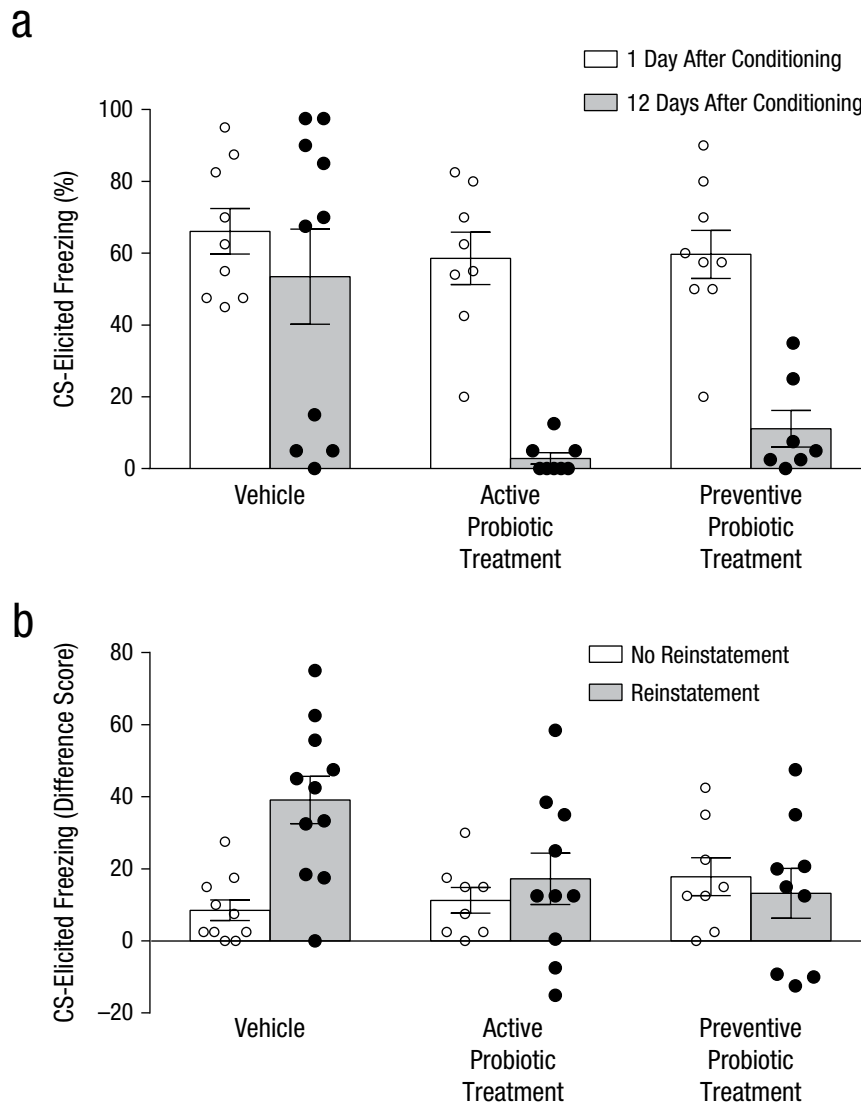 a
1 Day After Conditioning
12 Days After Conditioning
CS-Elicited Freezing (%)
100
80
60
40
20
0
Vehicle
Active
Probiotic
Treatment
Preventive
Probiotic
Treatment
b
No Reinstatement
Reinstatement
CS-Elicited Freezing (Difference Score)
80
60
40
20
0
–20
Vehicle
Active
Probiotic
Treatment
Preventive
Probiotic
Treatment